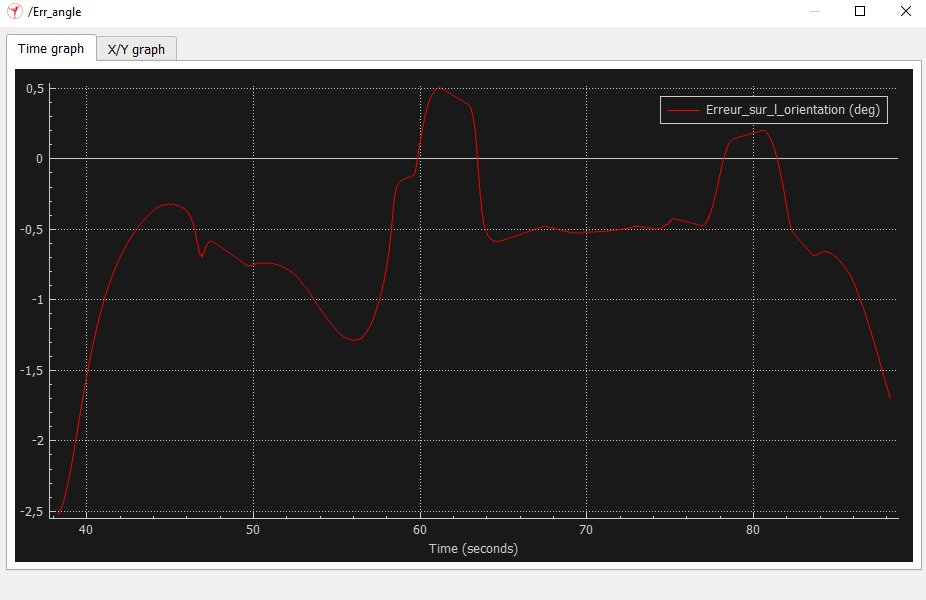 /Err_angle
Time graph
X/Y graph
0,5
0
-0,5
-1
-1,5
-2
-2,5
Erreur_sur_l_orientation (deg)
40 50 60 70 80
Time (seconds)